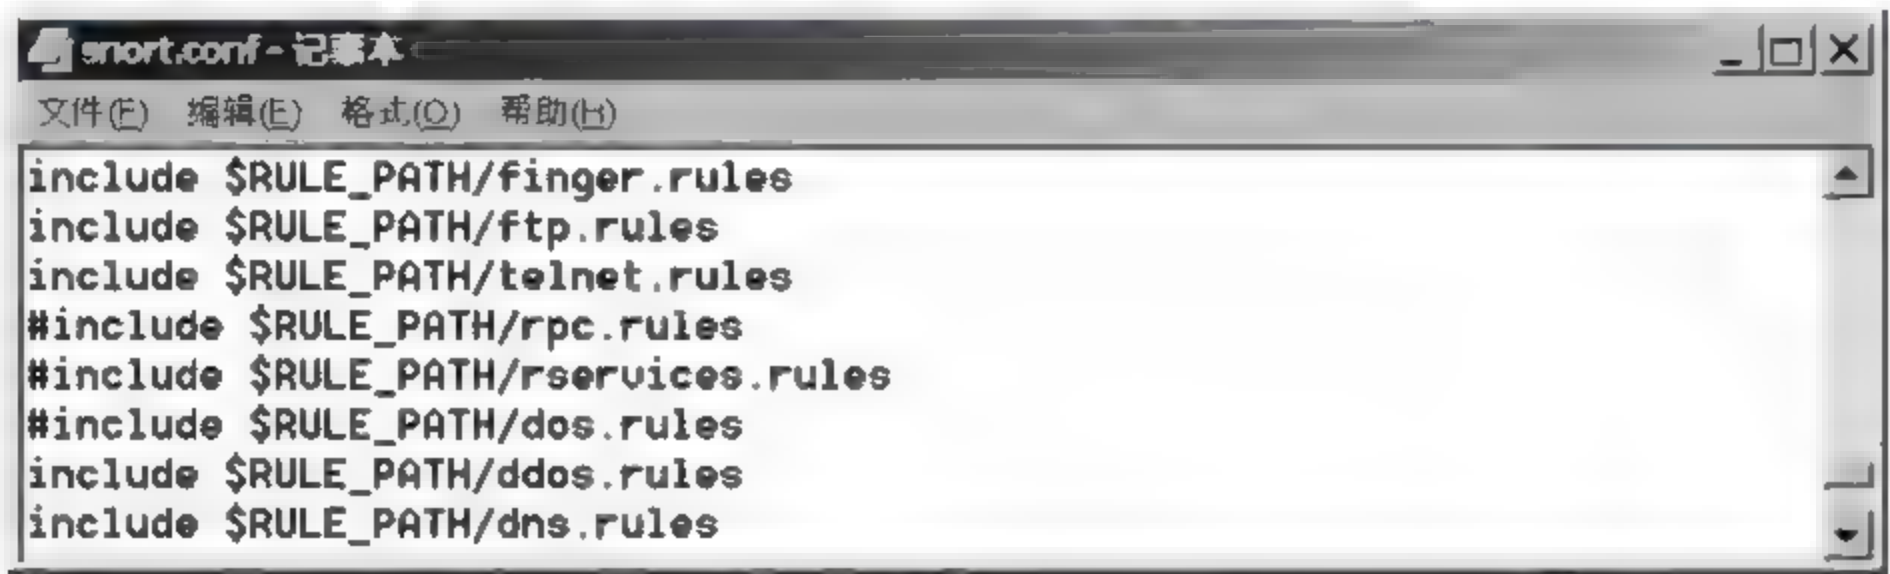 snort.conf - 记事本
文件(F) 编辑(E) 格式(O) 帮助(H)
include $RULE_PATH/finger.rules
include $RULE_PATH/ftp.rules
include $RULE_PATH/telnet.rules
#include $RULE_PATH/rpc.rules
#include $RULE_PATH/rservices.rules
#include $RULE_PATH/dos.rules
include $RULE_PATH/ddos.rules
include $RULE_PATH/dns.rules